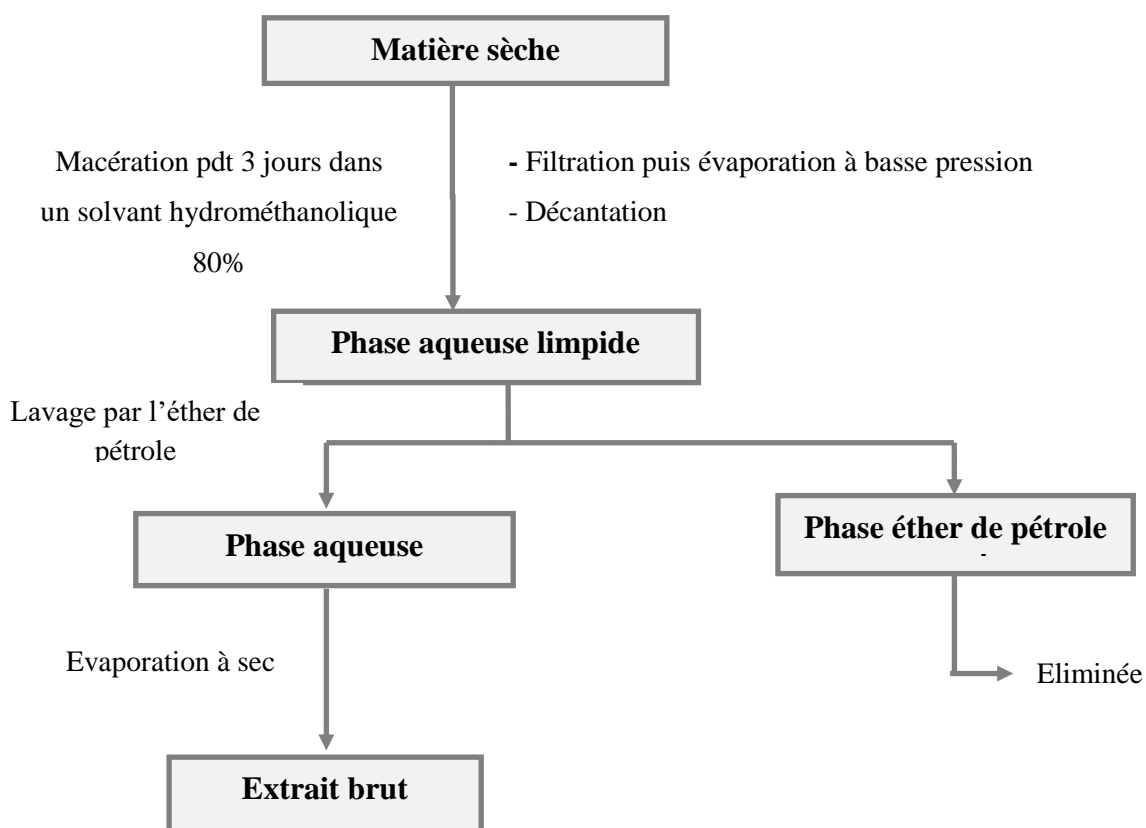 Matière sèche
Macération pdt 3 jours dans
un solvant hydrométhanolique
80%
- Filtration puis évaporation à basse pression
- Décantation
Phase aqueuse limpide
Lavage par l’éther de
pétrole
Phase aqueuse
Phase éther de pétrole
Evaporation à sec
Eliminée
Extrait brut